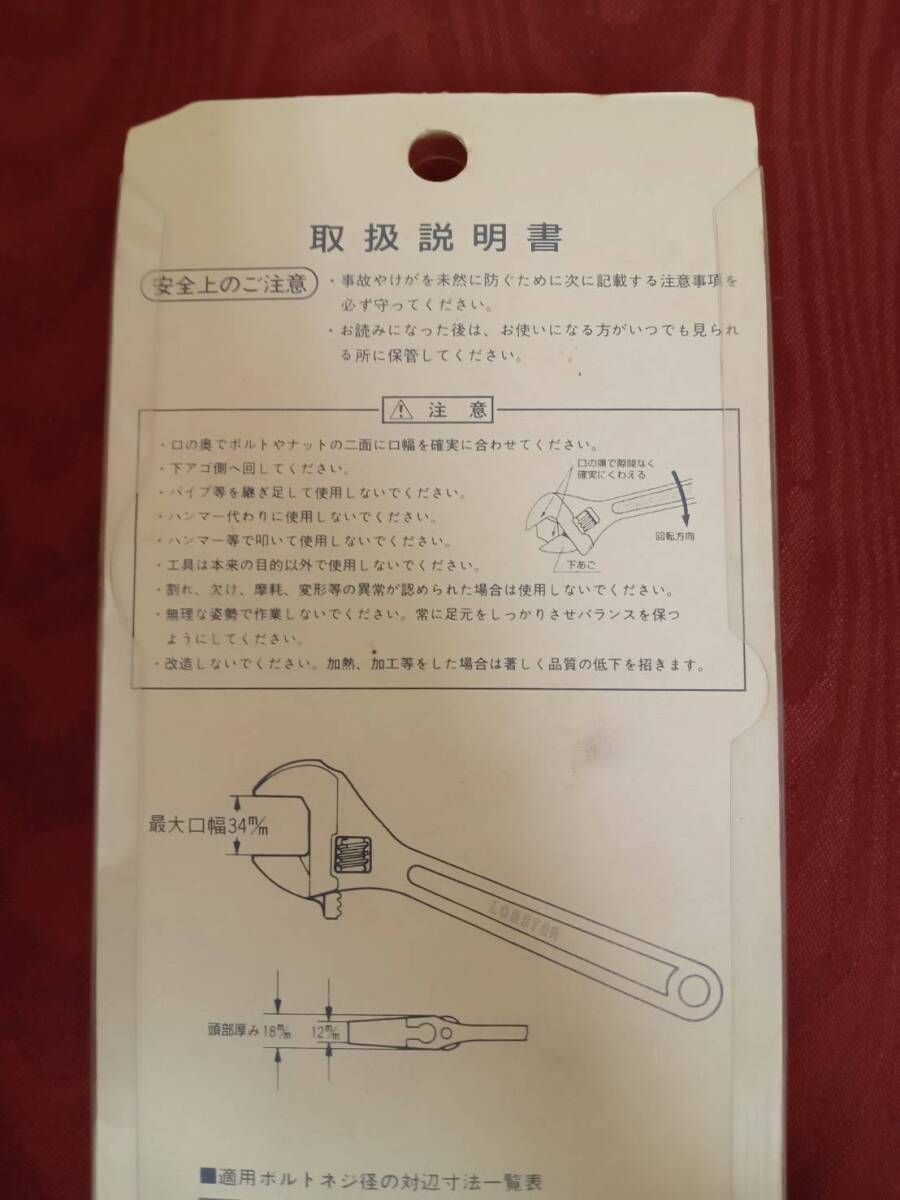 取扱説明書
安全上のご注意
・事故やけがを未然に防ぐために次に記載する注意事項を
必ず守ってください。
・お読みになった後は、お使いになる方がいつでも見られ
る所に保管してください。
⚠ 注意
・口の奥でボルトやナットの二面に口幅を確実に合わせてください。
・下アゴ側へ回してください。
・パイプ等を継ぎ足して使用しないでください。
・ハンマー代わりに使用しないでください。
・ハンマー等で叩いて使用しないでください。
・工具は本来の目的以外で使用しないでください。
・割れ、欠け、摩耗、変形等の異常が認められた場合は使用しないでください。
・無理な姿勢で作業しないでください。常に足元をしっかりさせバランスを保つ
ようにしてください。
・改造しないでください。加熱、加工等をした場合は著しく品質の低下を招きます。
口の奥で隙間なく
確実にくわえる
回転方向
下あご
最大口幅34m/m
LOBSTER
頭部厚み18m/m
12m/m
■適用ボルトネジ径の対辺寸法一覧表